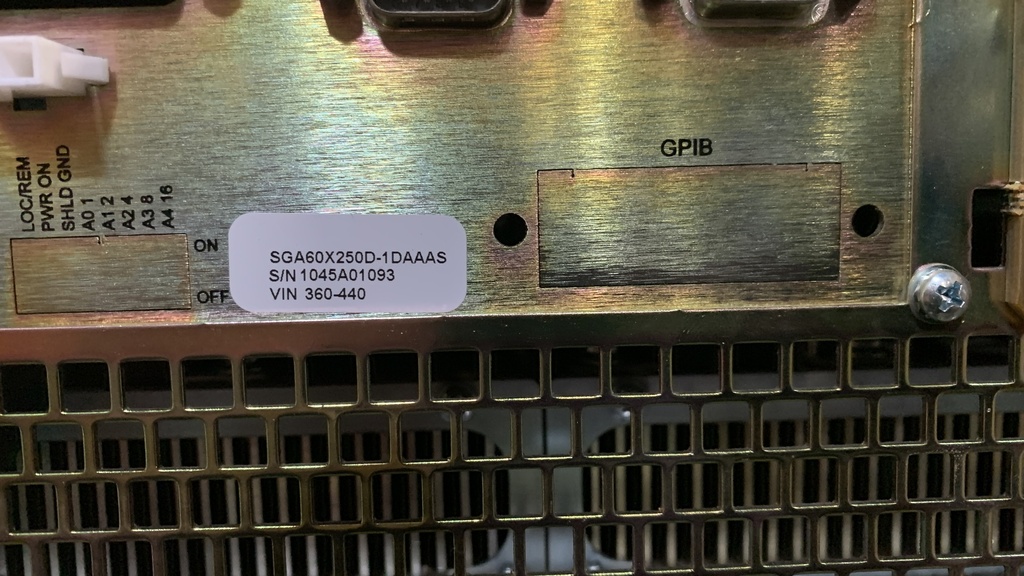 GPIB
LOC/REM
PWR ON
SHLD GND
A0 1
A1 2
A2 4
A3 8
A4 16
ON
OFF
SGA60X250D-1DAAAS
S/N 1045A01093
VIN 360-440